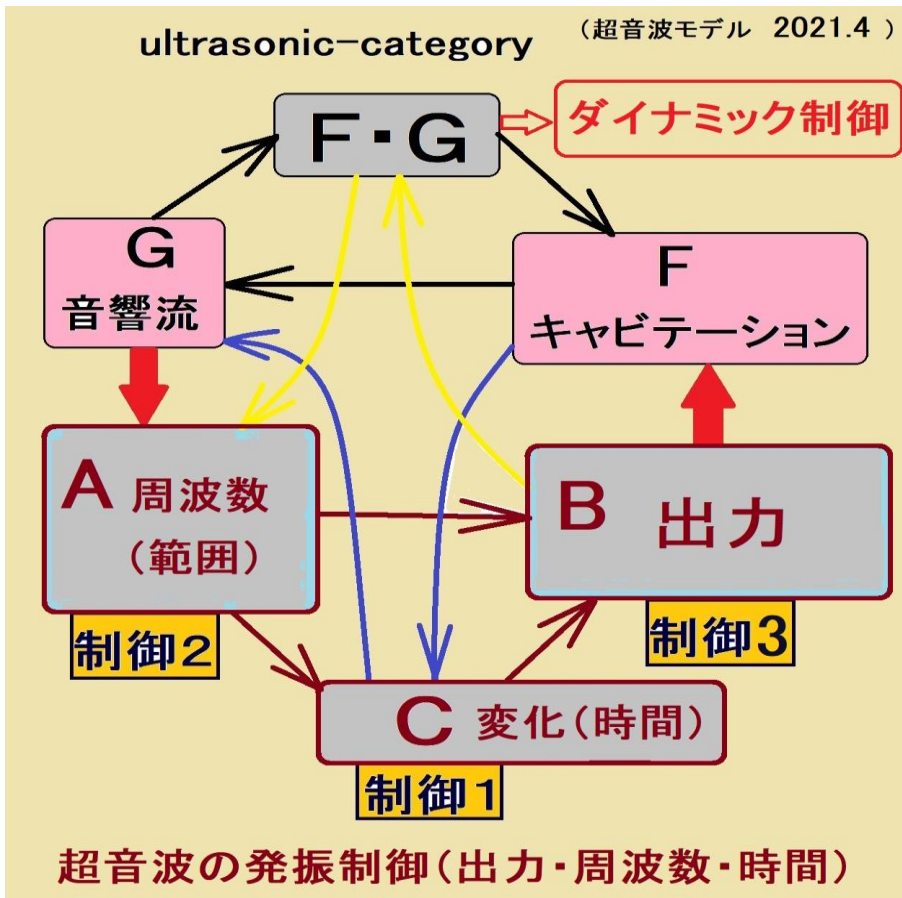 ultrasonic-category
(超音波モデル 2021.4 )
F・G
ダイナミック制御
G
音響流
F
キャビテーション
A 周波数
(範囲)
B 出力
制御2
制御3
C 変化(時間)
制御1
超音波の発振制御(出力・周波数・時間)